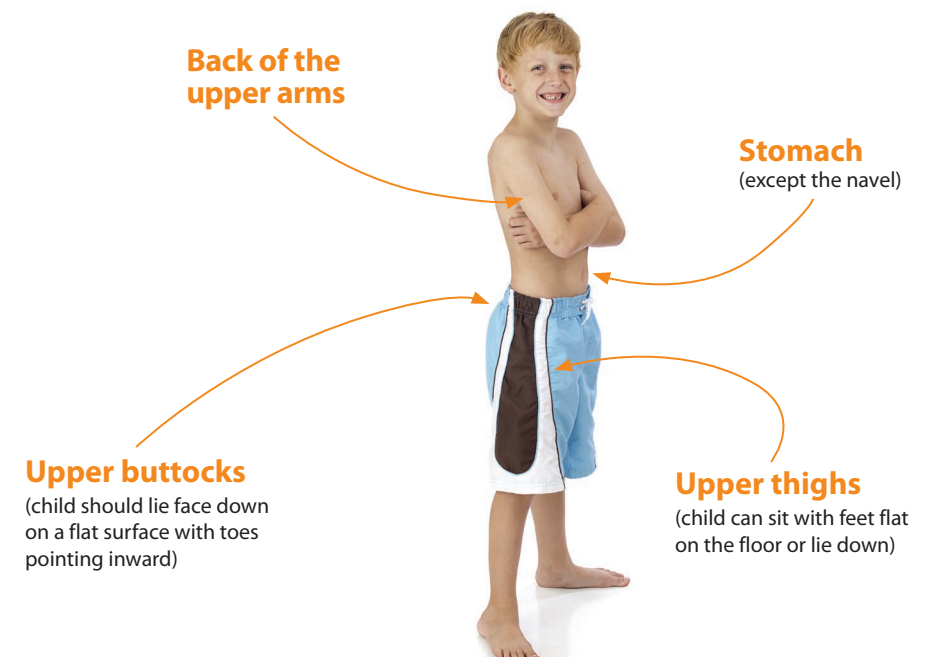 Back of the
upper arms
Stomach
(except the navel)
Upper buttocks
(child should lie face down
on a flat surface with toes
pointing inward)
Upper thighs
(child can sit with feet flat
on the floor or lie down)